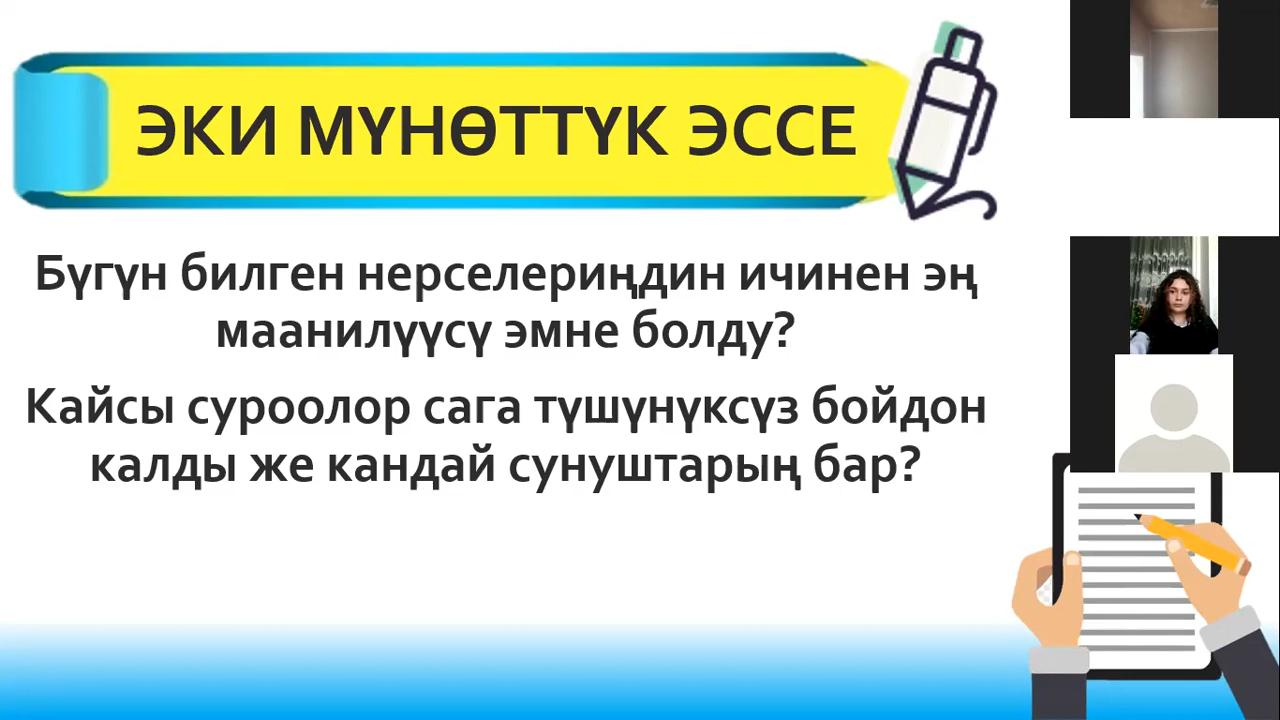 ЭКИ МҮНӨТТҮК ЭССЕ
Бүгүн билген нерселериңдин ичинен эң
маанилүүсү эмне болду?
Кайсы суроолор сага түшүнүксүз бойдон
калды же кандай сунуштарың бар?